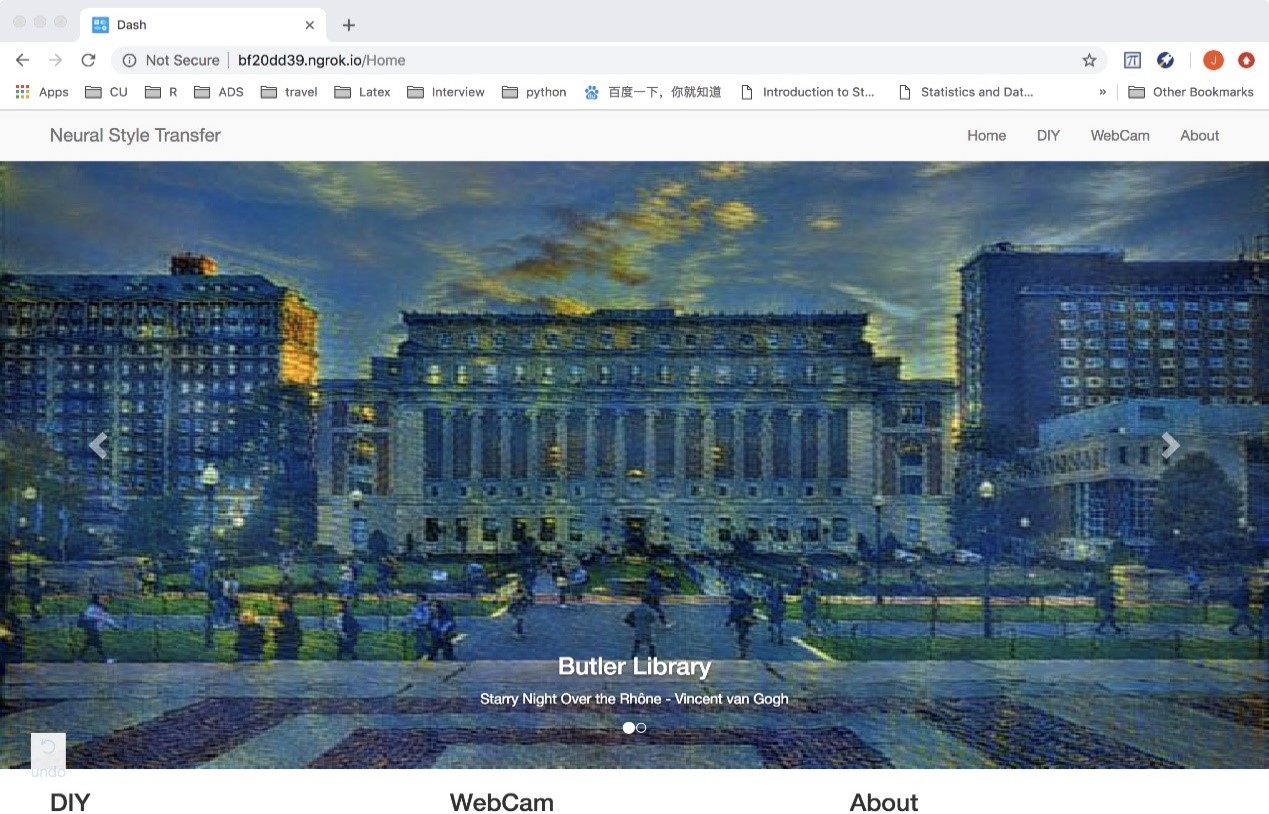 Dash
Not Secure bf20dd39.ngrok.io/Home J
Apps CU R ADS travel Latex Interview python 百度一下，你就知道 Introduction to St... Statistics and Dat... » Other Bookmarks
Neural Style Transfer Home DIY WebCam About
Butler Library
Starry Night Over the Rhône - Vincent van Gogh
undo
DIY WebCam About